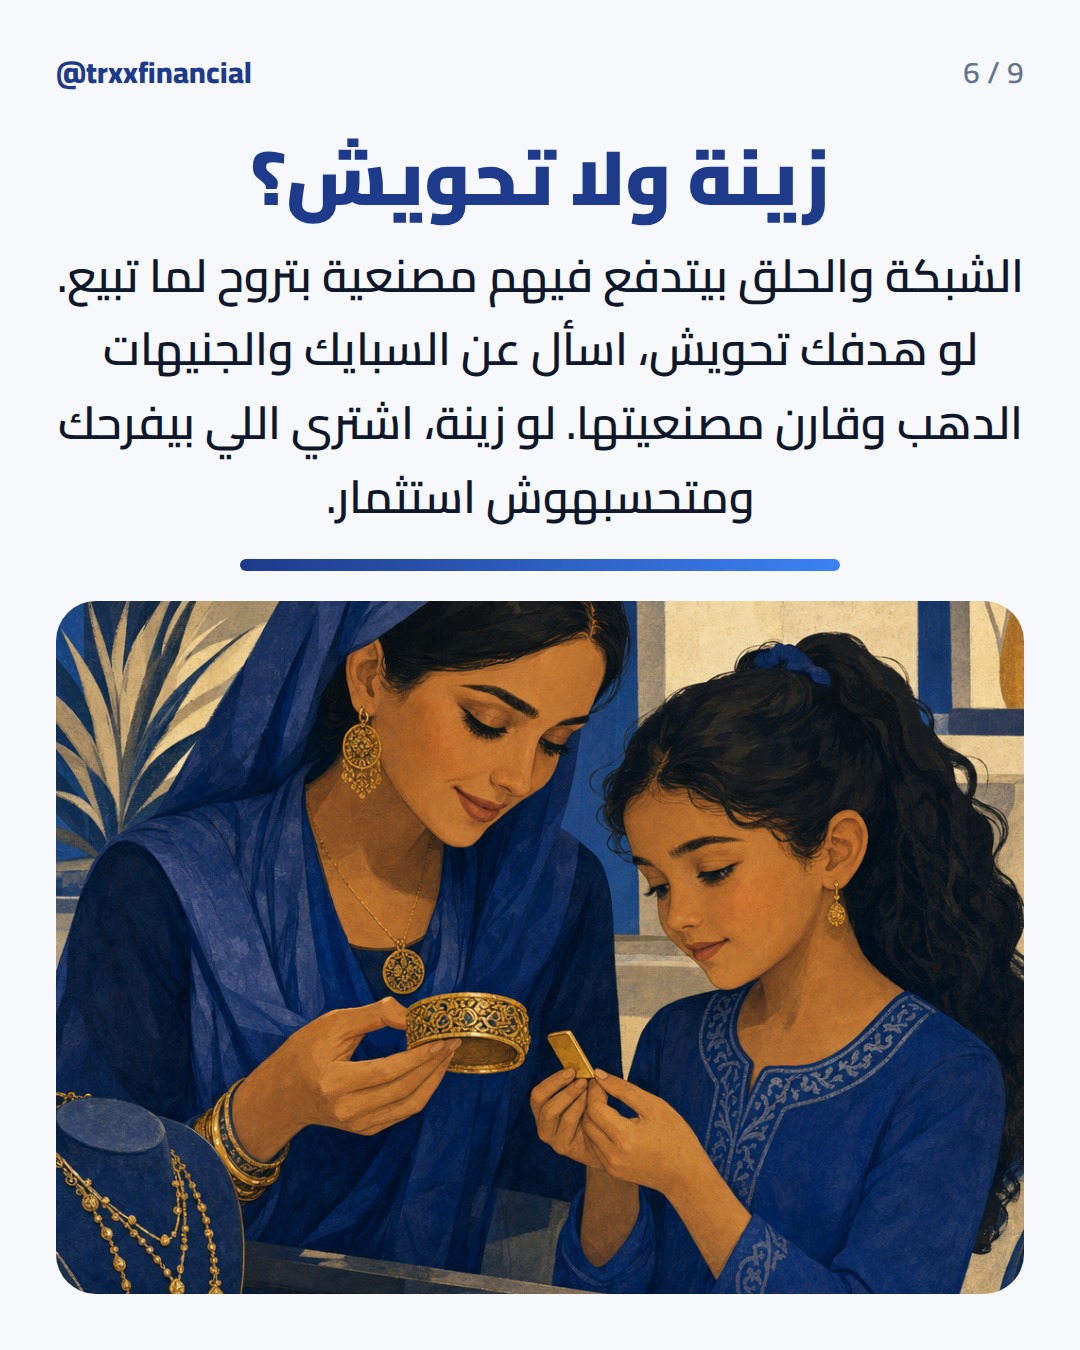 @trxxfinancial
6 / 9
زينة ولا تحويش؟
الشبكة والحلق بيتدفع فيهم مصنعية بتروح لما تبيع.
لو هدفك تحويش، اسأل عن السبايك والجنيهات
الدهب وقارن مصنعيتها. لو زينة، اشتري اللي بيفرحك
ومتحسبهوش استثمار.